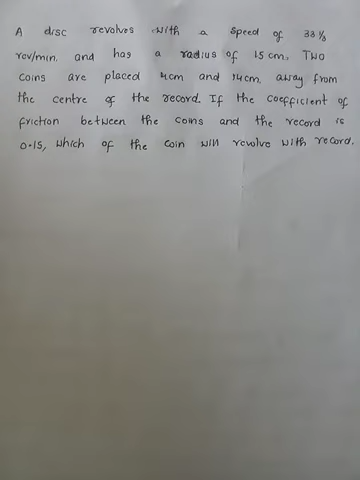 A disc revolves with a speed of 33 1/3
rev/min. and has a radius of 15 cm. Two
coins are placed 4cm and 14cm. away from
the centre of the record. If the coefficient of
friction between the coins and the record is
0.15, which of the coin will revolve with record.